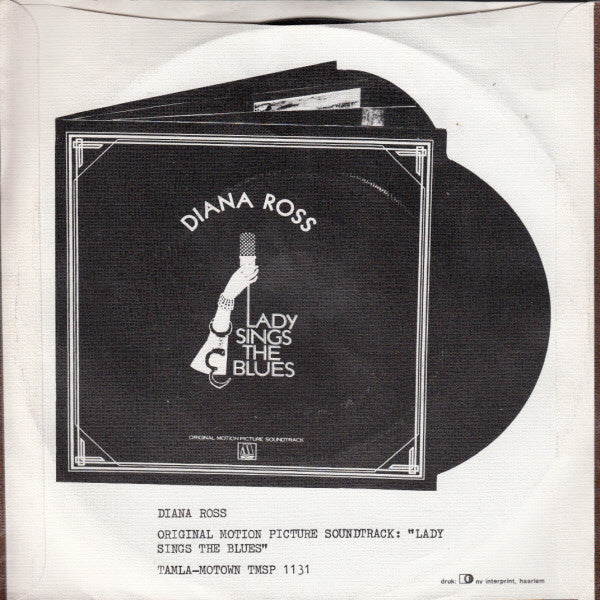 DIANA ROSS
LADY
SINGS
THE
BLUES
ORIGINAL MOTION PICTURE SOUNDTRACK
M
MOTOWN
DIANA ROSS
ORIGINAL MOTION PICTURE SOUNDTRACK: "LADY
SINGS THE BLUES"
TAMLA-MOTOWN TMSP 1131
druk: nv interprint, haarlem